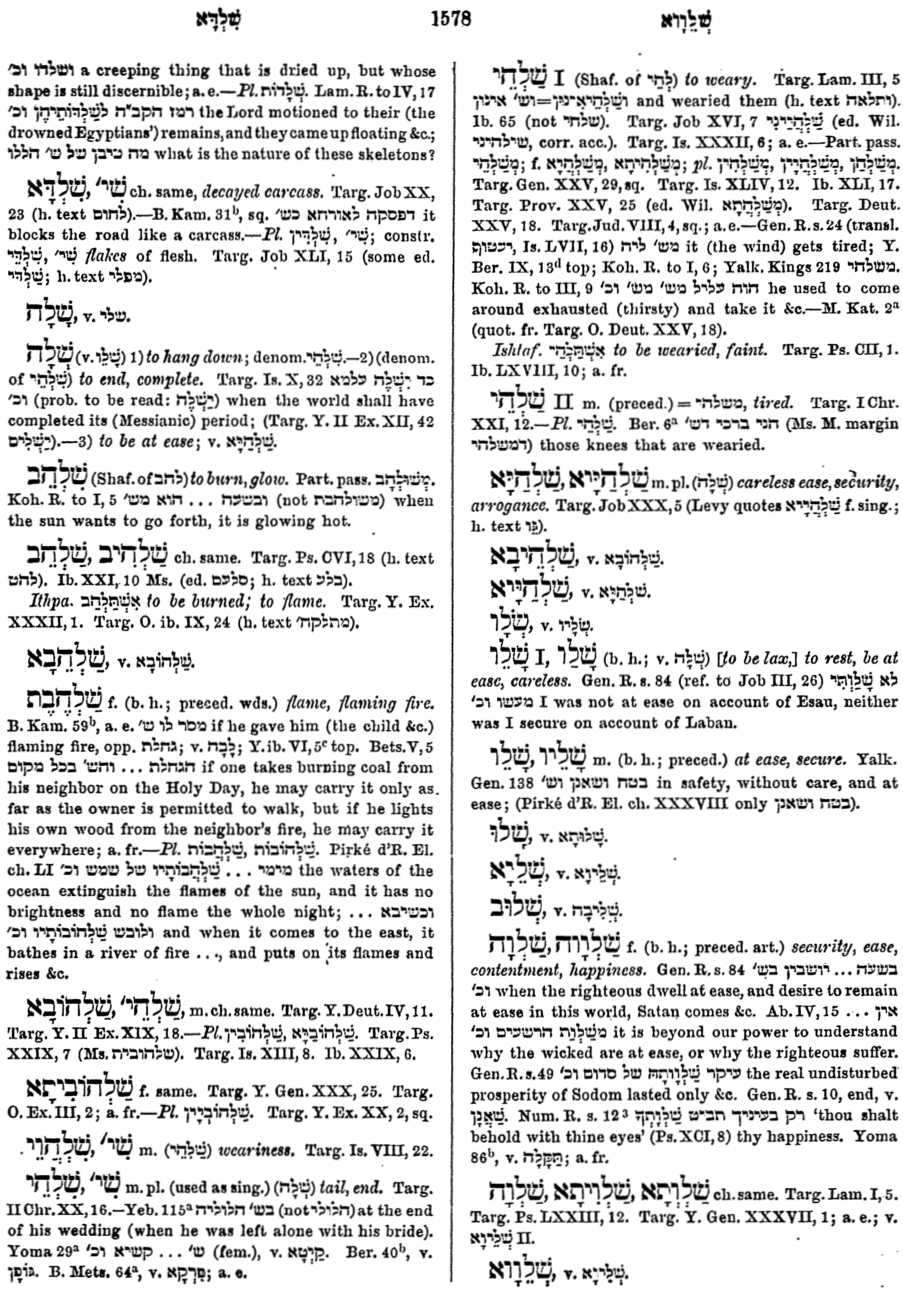 שִׁלְדָּא 1578 שְׁלֵוָוא
ושלדו וכ׳ a creeping thing that is dried up, but whose
shape is still discernible; a. e.—Pl. שְׁלָדוֹת. Lam. R. to IV, 17
רמז הקב״ה לְשִׁלְדּוֹתֵיהֶן וכ׳ the Lord motioned to their (the
drowned Egyptians’) remains, and they came up floating &c.;
מה טיבן של ש׳ הללו what is the nature of these skeletons?
שִׁלְדָּא, שְׁי׳ ch. same, decayed carcass. Targ. Job XX,
23 (h. text לחום).—B. Kam. 31b, sq. דפסקה לאורחא כש׳ it
blocks the road like a carcass.—Pl. שִׁלְדִּין, שִׁי׳; constr.
שִׁלְדֵּי, שִׁי׳ flakes of flesh. Targ. Job XLI, 15 (some ed.
שְׁלָדֵי; h. text מפלי).
שָׁלָה, v. שלי.
שָׁלָה (v. שָׁלֵי) 1) to hang down; denom. שַׁלְהֵי.—2) (denom.
of שַׁלְהֵי) to end, complete. Targ. Is. X, 32 כד יִשְׁלֶה עלמא
וכ׳ (prob. to be read: יְשַׁלֶּה) when the world shall have
completed its (Messianic) period; (Targ. Y. II Ex. XII, 42
יַשְׁלִים).—3) to be at ease; v. שַׁלְהַיָּא.
שִׁלְהֵב (Shaf. of להב) to burn, glow. Part. pass. מְשׁוּלְהָב.
Koh. R. to I, 5 ובשעה ... הוא מש׳ (not משולחבת) when
the sun wants to go forth, it is glowing hot.
שַׁלְהֵב, שַׁלְהִיב ch. same. Targ. Ps. CVI, 18 (h. text
להט). Ib. XXI, 10 Ms. (ed. סלעם; h. text בלע).
Ithpa. אִשְׁתַּלְהַב to be burned; to flame. Targ. Y. Ex.
XXXII, 1. Targ. O. ib. IX, 24 (h. text מתלקח׳).
שַׁלְהֵבָא, v. שַׁלְהוֹבָא.
שַׁלְהֶבֶת f. (b. h.; preced. wds.) flame, flaming fire.
B. Kam. 59b, a. e. מסר לו ש׳ if he gave him (the child &c.)
flaming fire, opp. גחלת; v. לַבָּה; Y. ib. VI, 5c top. Bets. V, 5
הגחלת ... והש׳ בכל מקום if one takes burning coal from
his neighbor on the Holy Day, he may carry it only as
far as the owner is permitted to walk, but if he lights
his own wood from the neighbor’s fire, he may carry it
everywhere; a. fr.—Pl. שַׁלְהוֹבוֹת, שַׁלְהָבוֹת. Pirké d’R. El.
ch. LI מימי ... שַׁלְהֲבוֹתָיו של שמש וכ׳ the waters of the
ocean extinguish the flames of the sun, and it has no
brightness and no flame the whole night; וכשיבא ...
ולובש שַׁלְהוֹבוֹתָיו וכ׳ and when it comes to the east, it
bathes in a river of fire ..., and puts on its flames and
rises &c.
שַׁלְהוֹבָא, שַׁלְהֵי׳, m. ch. same. Targ. Y. Deut. IV, 11.
Targ. Y. II Ex. XIX, 18.—Pl. שַׁלְהוֹבַיָּא, שַׁלְהוֹבִין. Targ. Ps.
XXIX, 7 (Ms. שלהובית). Targ. Is. XIII, 8. Ib. XXIX, 6.
שַׁלְהוֹבִיתָא f. same. Targ. Y. Gen. XXX, 25. Targ.
O. Ex. III, 2; a. fr.—Pl. שַׁלְהוֹבְיָין. Targ. Y. Ex. XX, 2, sq.
שִׁלְהֲוֵי, שִׁי׳ m. (שַׁלְהֵי) weariness. Targ. Is. VIII, 22.
שִׁלְהֵי, שִׁי׳ m. pl. (used as sing.) (שָׁלָה) tail, end. Targ.
II Chr. XX, 16.—Yeb. 115a בש׳ הלוליה (not הלולי) at the end
of his wedding (when he was left alone with his bride).
Yoma 29a ש׳ ... קשיא וכ׳ (fem.), v. קַיְטָא. Ber. 40b, v.
גּוֹפָן. B. Mets. 64a, v. פִּרְקָא; a. e.
שַׁלְהֵי I (Shaf. of לְהֵי) to weary. Targ. Lam. III, 5
ושַׁלְהֵיאִינּוּן=וש׳ אינון and wearied them (h. text ותלאה).
Ib. 65 (not שלחי). Targ. Job XVI, 7 שַׁלְהֲיֵינִי (ed. Wil.
שילהיני, corr. acc.). Targ. Is. XXXII, 6; a. e.—Part. pass.
מְשַׁלְהֵי; f. מְשַׁלְהֲיָא, מְשַׁלְהִיתָא; pl. מְשַׁלְהִין, מְשַׁלְהֲיָין, מְשַׁלְהָן.
Targ. Gen. XXV, 29, sq. Targ. Is. XLIV, 12. Ib. XLI, 17.
Targ. Prov. XXV, 25 (ed. Wil. מְשַׁלְהֲתָא). Targ. Deut.
XXV, 18. Targ. Jud. VIII, 4, sq.; a. e.—Gen. R. s. 24 (transl.
יעטוף, Is. LVII, 16) מש׳ ליה it (the wind) gets tired; Y.
Ber. IX, 13d top; Koh. R. to I, 6; Yalk. Kings 219 משלחי.
Koh. R. to III, 9 הוה עליל מש׳ מש׳ וכ׳ he used to come
around exhausted (thirsty) and take it &c.—M. Kat. 2a
(quot. fr. Targ. O. Deut. XXV, 18).
Ishtaf. אִשְׁתַּלְהֵי to be wearied, faint. Targ. Ps. CII, 1.
Ib. LXVIII, 10; a. fr.
שַׁלְהֵי II m. (preced.) = משלהי, tired. Targ. I Chr.
XXI, 12.—Pl. שַׁלְהֵי. Ber. 6a הני ברכי דש׳ (Ms. M. margin
דמשלהי) those knees that are wearied.
שַׁלְהַיָּיא, שַׁלְהַיָּא m. pl. (שָׁלָה) careless ease, security,
arrogance. Targ. Job XXX, 5 (Levy quotes שַׁלְהֲיָיא f. sing.;
h. text גֵּו).
שַׁלְהֵיבָא, v. שַׁלְהוֹבָא.
שַׁלְהַיָּיא, v. שַׁלְהַיָּא.
שָׁלוּ, v. שָׁלֵיו.
שָׁלַו, שָׁלֵו I, (b. h.; v. שָׁלָה) [to be lax,] to rest, be at
ease, careless. Gen. R. s. 84 (ref. to Job III, 26) לא שָׁלַוְתִּי
מעשו וכ׳ I was not at ease on account of Esau, neither
was I secure on account of Laban.
שָׁלֵיו, שָׁלֵו m. (b. h.; preced.) at ease, secure. Yalk.
Gen. 138 בטח ושאנן וש׳ in safety, without care, and at
ease; (Pirké d’R. El. ch. XXXVIII only בטח ושאנן).
שָׁלוּ, v. שָׁלוּתָא.
שְׁלֵיָא, v. שְׁלֵיוָא.
שְׁלוּב, v. שְׁלִיבָה.
שַׁלְוָוה, שַׁלְוָה f. (b. h.; preced. art.) security, ease,
contentment, happiness. Gen. R. s. 84 בשעה ... יושבין בש׳
וכ׳ when the righteous dwell at ease, and desire to remain
at ease in this world, Satan comes &c. Ab. IV, 15 אין ...
משַׁלְוַת הרשעים וכ׳ it is beyond our power to understand
why the wicked are at ease, or why the righteous suffer.
Gen. R. s. 49 עיקר שַׁלְוָותָהּ של סדום וכ׳ the real undisturbed
prosperity of Sodom lasted only &c. Gen. R. s. 10, end, v.
שַׁאֲנָן. Num. R. s. 12 3 רק בעיניך תביט שַׁלְוָתְךָ ‘thou shalt
behold with thine eyes’ (Ps. XCI, 8) thy happiness. Yoma
86b, v. תַּקָּלָה; a. fr.
שַׁלְוָה, שַׁלְוִיתָא, שַׁלְוְתָא ch. same. Targ. Lam. I, 5.
Targ. Ps. LXXIII, 12. Targ. Y. Gen. XXXVII, 1; a. e.; v.
שַׁלְיוָא II.
שְׁלֵוָוא, v. שְׁלֵיוָא.